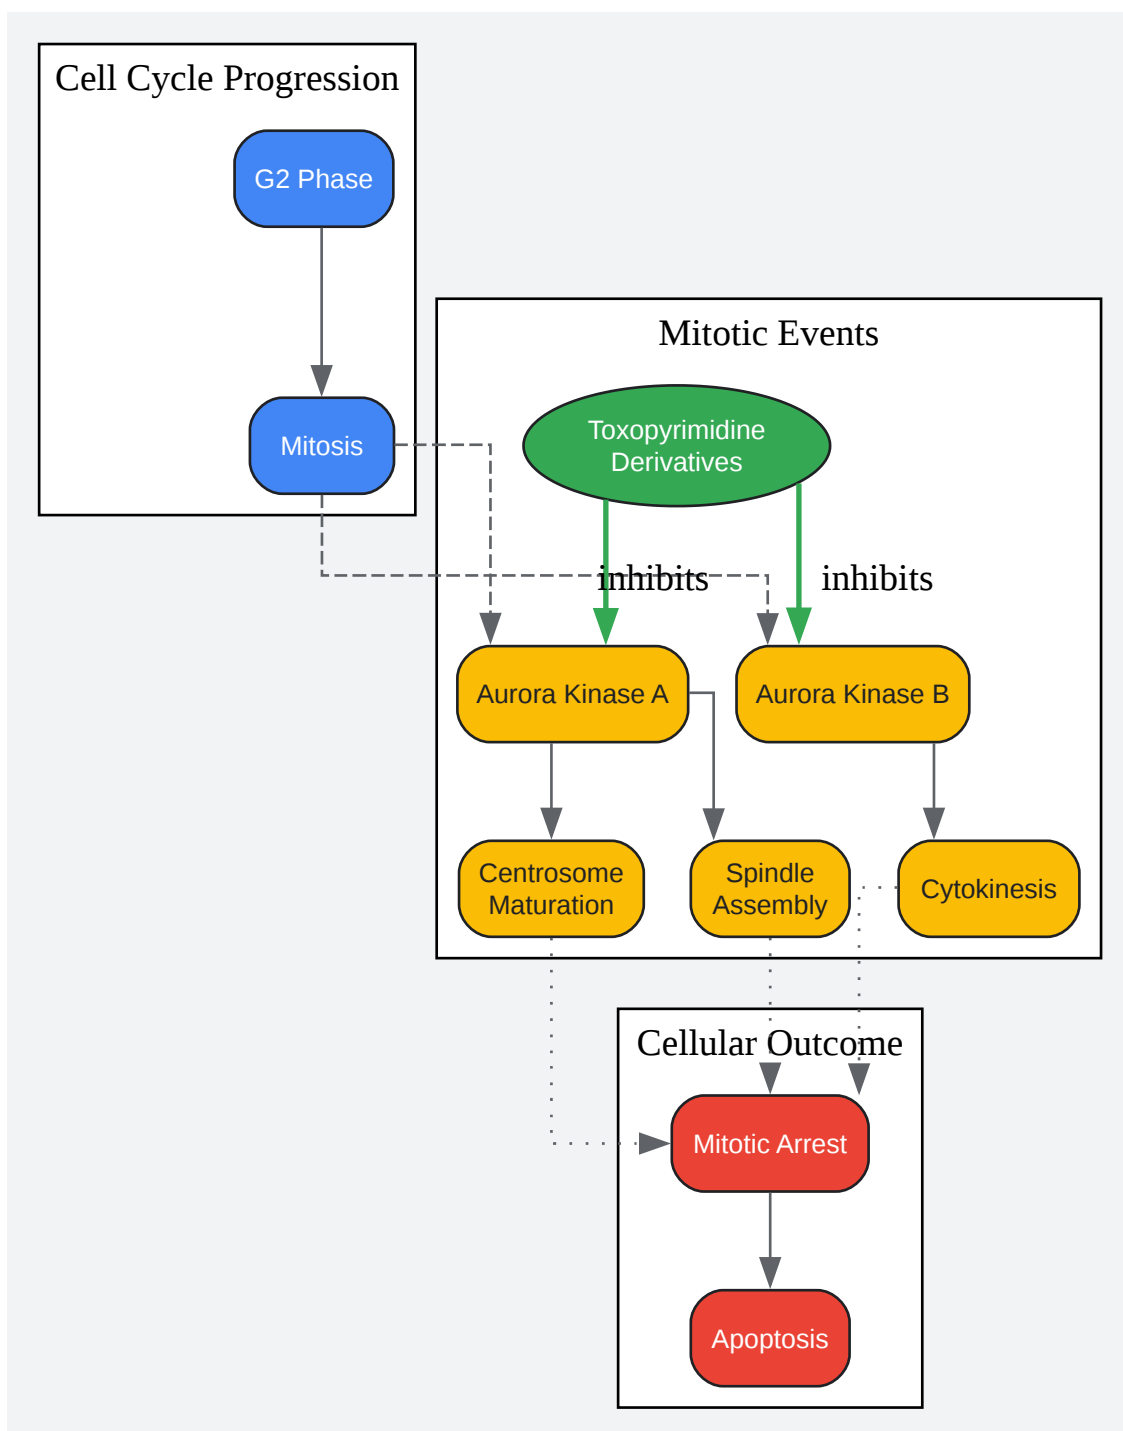 Cell Cycle Progression
G2 Phase
Mitosis
Mitotic Events
Toxopyrimidine
Derivatives
inhibits
inhibits
Aurora Kinase A
Aurora Kinase B
Centrosome
Maturation
Spindle
Assembly
Cytokinesis
Cellular Outcome
Mitotic Arrest
Apoptosis